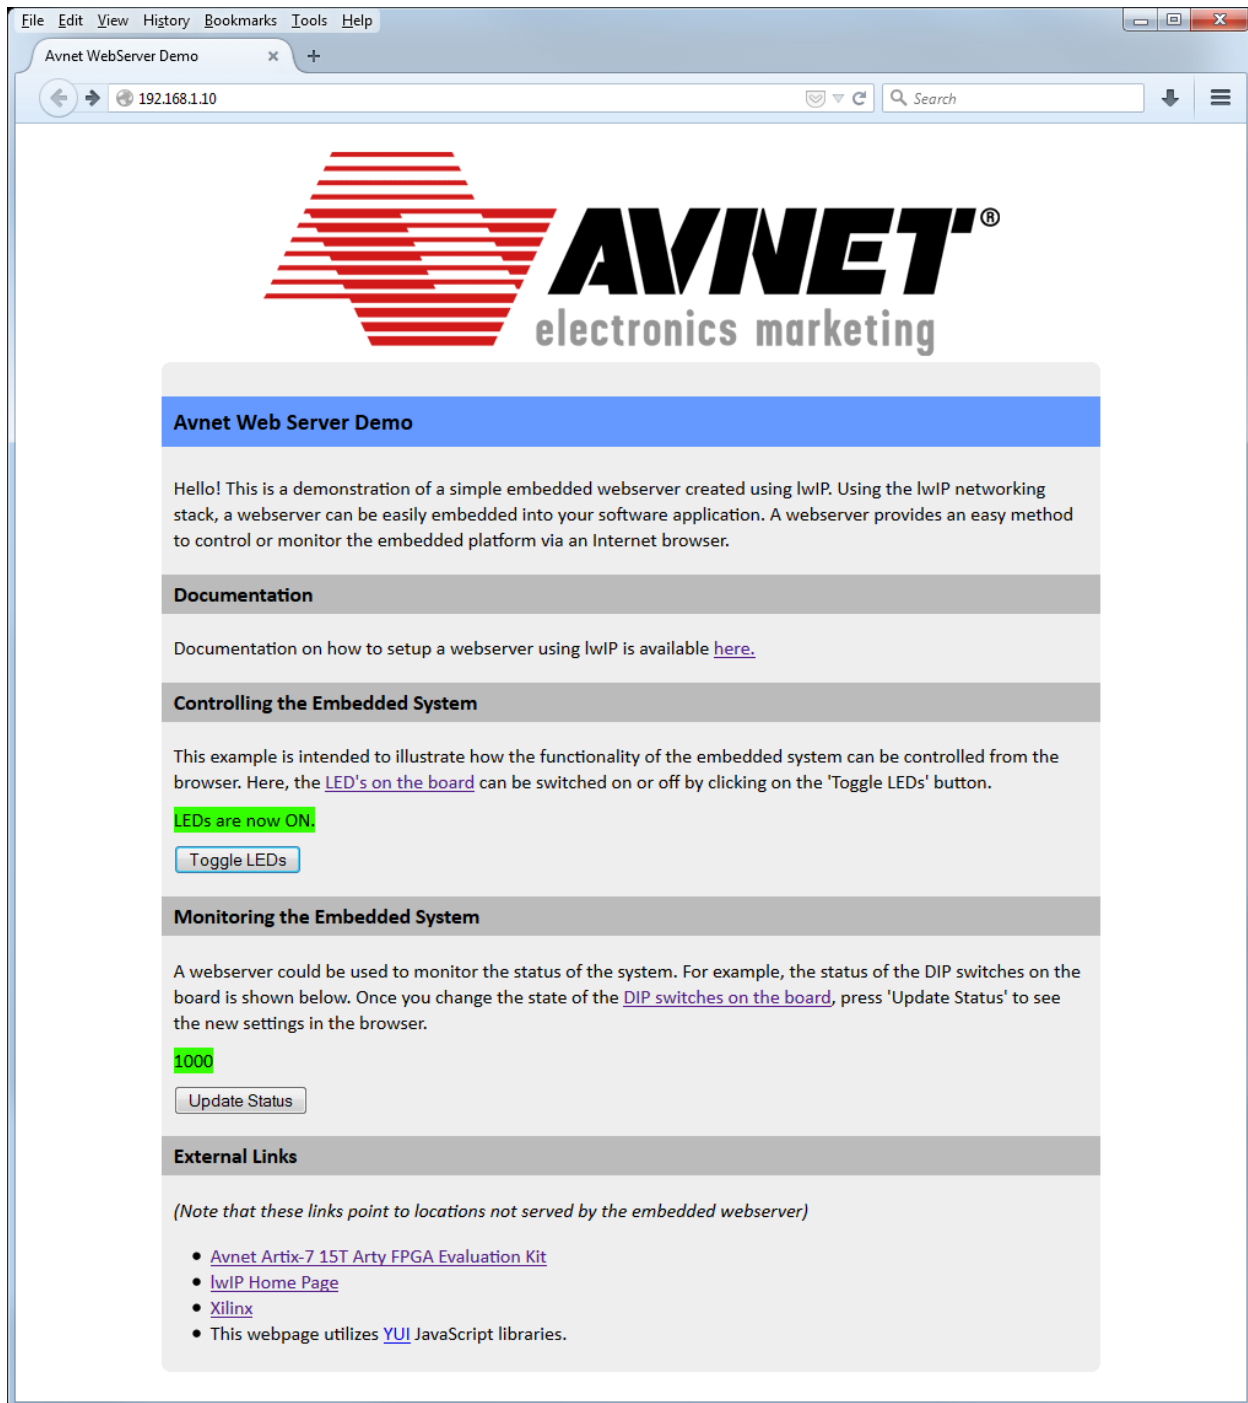 File Edit View History Bookmarks Tools Help
Avnet WebServer Demo
192.168.1.10
Search
AVNET®
electronics marketing
Avnet Web Server Demo
Hello! This is a demonstration of a simple embedded webserver created using lwIP. Using the lwIP networking
stack, a webserver can be easily embedded into your software application. A webserver provides an easy method
to control or monitor the embedded platform via an Internet browser.
Documentation
Documentation on how to setup a webserver using lwIP is available here.
Controlling the Embedded System
This example is intended to illustrate how the functionality of the embedded system can be controlled from the
browser. Here, the LED's on the board can be switched on or off by clicking on the 'Toggle LEDs' button.
LEDs are now ON.
Toggle LEDs
Monitoring the Embedded System
A webserver could be used to monitor the status of the system. For example, the status of the DIP switches on the
board is shown below. Once you change the state of the DIP switches on the board, press 'Update Status' to see
the new settings in the browser.
1000
Update Status
External Links
(Note that these links point to locations not served by the embedded webserver)
• Avnet Artix-7 15T Arty FPGA Evaluation Kit
• lwIP Home Page
• Xilinx
• This webpage utilizes YUI JavaScript libraries.